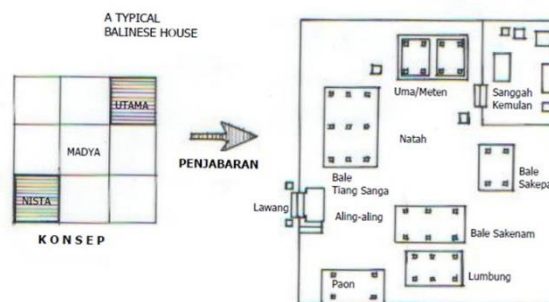 A TYPICAL
BALINESE HOUSE
UTAMA
MADYA
NISTA
KONSEP
PENJABARAN
Uma/Meten
Sanggah
Kemulan
Natah
Bale
Tiang Sanga
Bale
Lawang
Aling-aling
Bale Sakenam
Lumbung
Paon